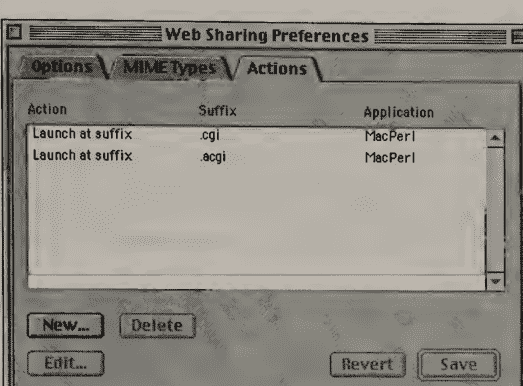 Web Sharing Preferences
Options MIME Types Actions
Action Suffix Application
Launch at suffix .cgi MacPerl
Launch at suffix .acgi MacPerl
New... Delete
Edit... Revert Save